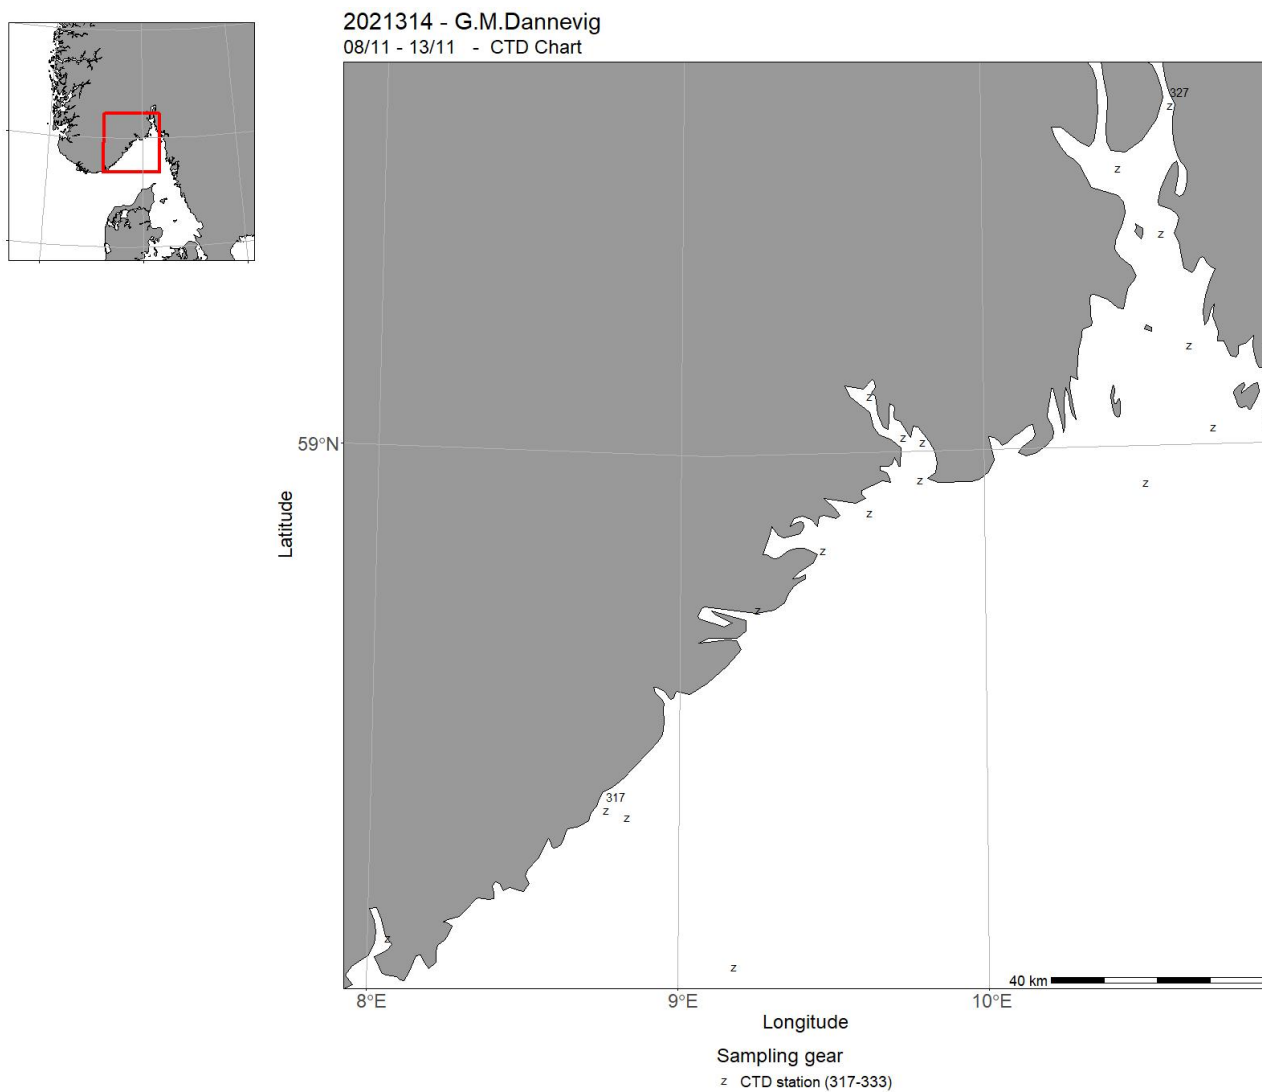 2021314 - G.M.Dannevig
08/11 - 13/11 - CTD Chart
327
z
z
z
z
z
z
z
z
z
z
z
z
z
317
z
z
z
z
59°N
Latitude
40 km
8°E
9°E
10°E
Longitude
Sampling gear
z CTD station (317-333)